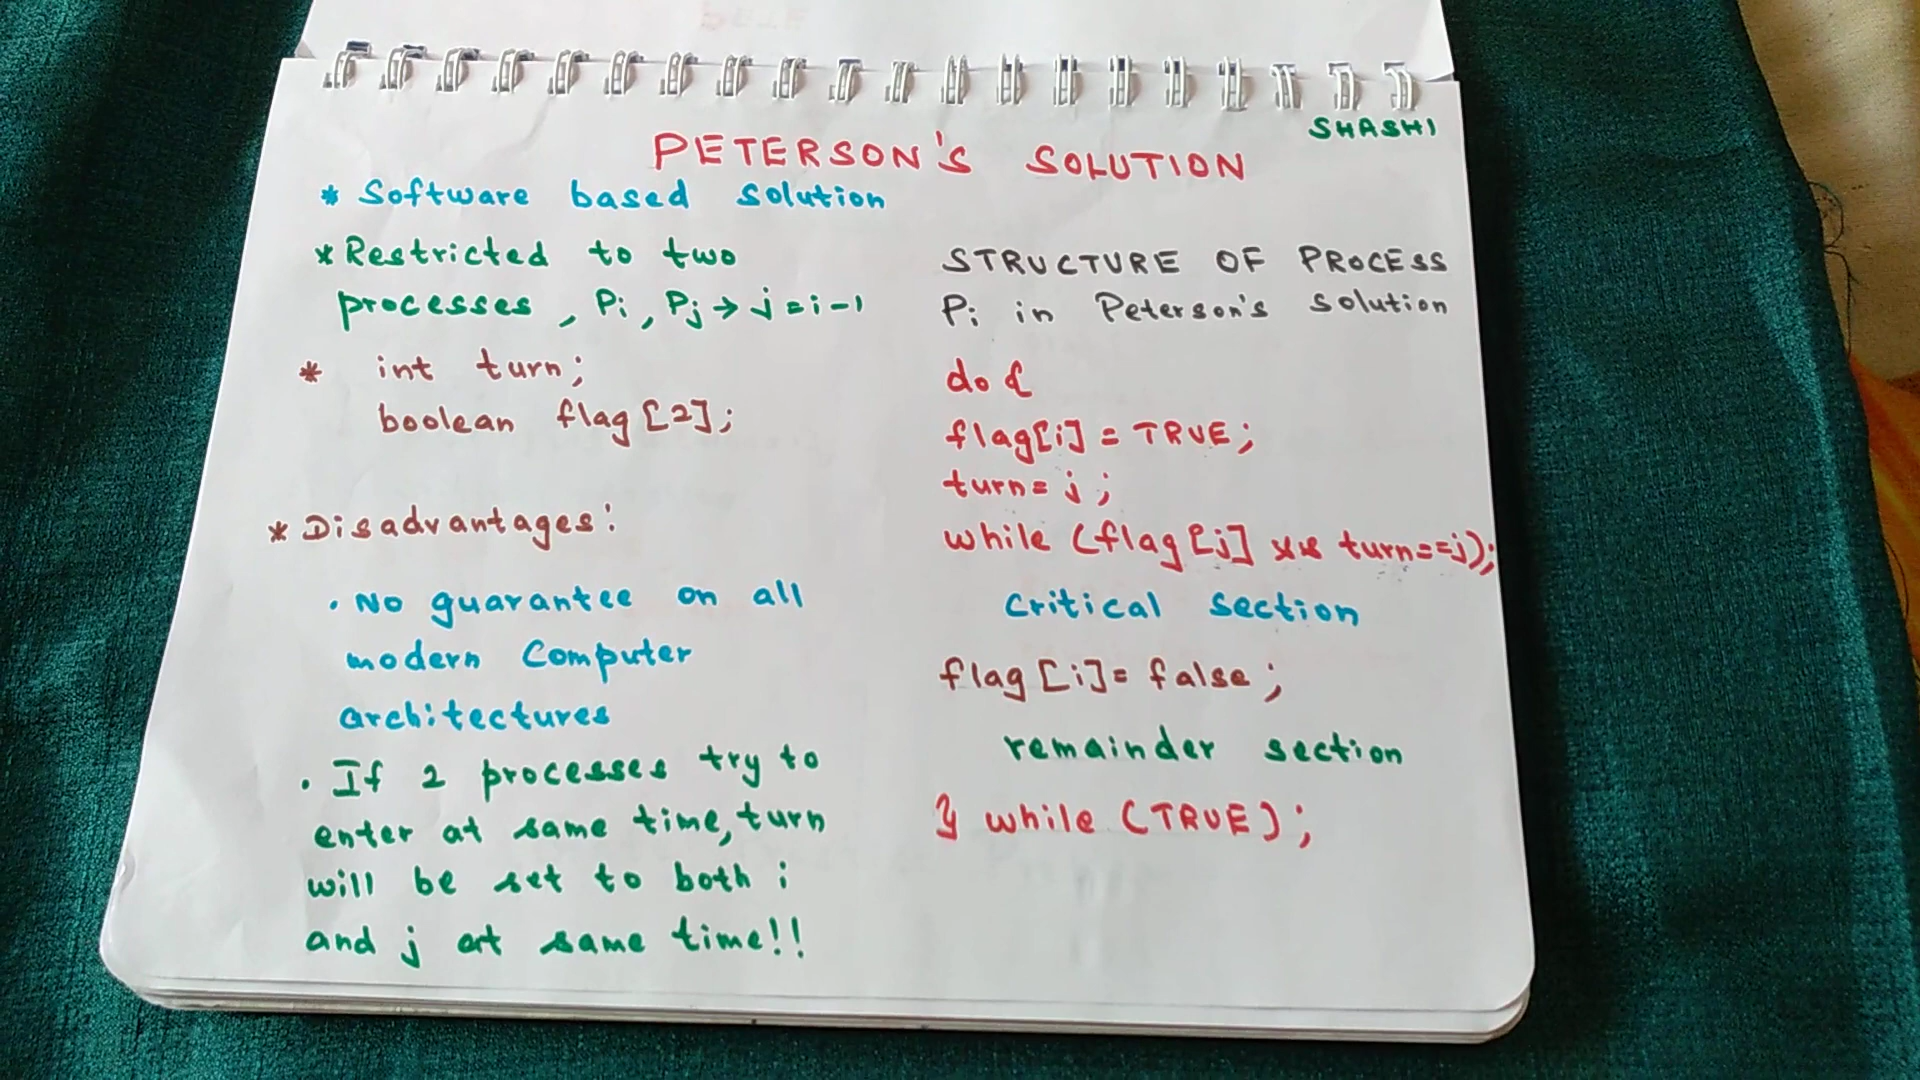 SHASHI
PETERSON'S SOLUTION
* Software based solution
* Restricted to two
processes, Pi, Pj → j = i - 1
* int turn;
boolean flag [2];
* Disadvantages:
. No guarantee on all
modern Computer
architectures
. If 2 processes try to
enter at same time, turn
will be set to both i
and j at same time!!
STRUCTURE OF PROCESS
Pi in Peterson's solution
do {
flag[i] = TRUE;
turn = j ;
while (flag [j] && turn==j);
Critical section
flag [i] = false ;
remainder section
} while (TRUE) ;